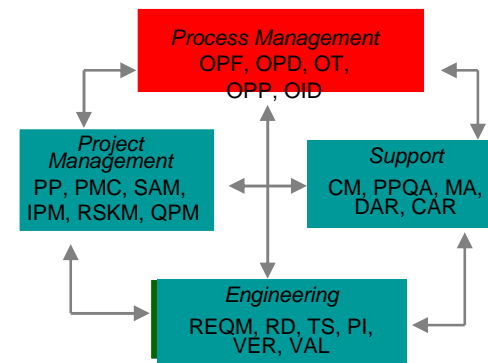 Process Management
OPF, OPD, OT,
OPP, OID
Project
Management
PP, PMC, SAM,
IPM, RSKM, QPM
Support
CM, PPQA, MA,
DAR, CAR
Engineering
REQM, RD, TS, PI,
VER, VAL